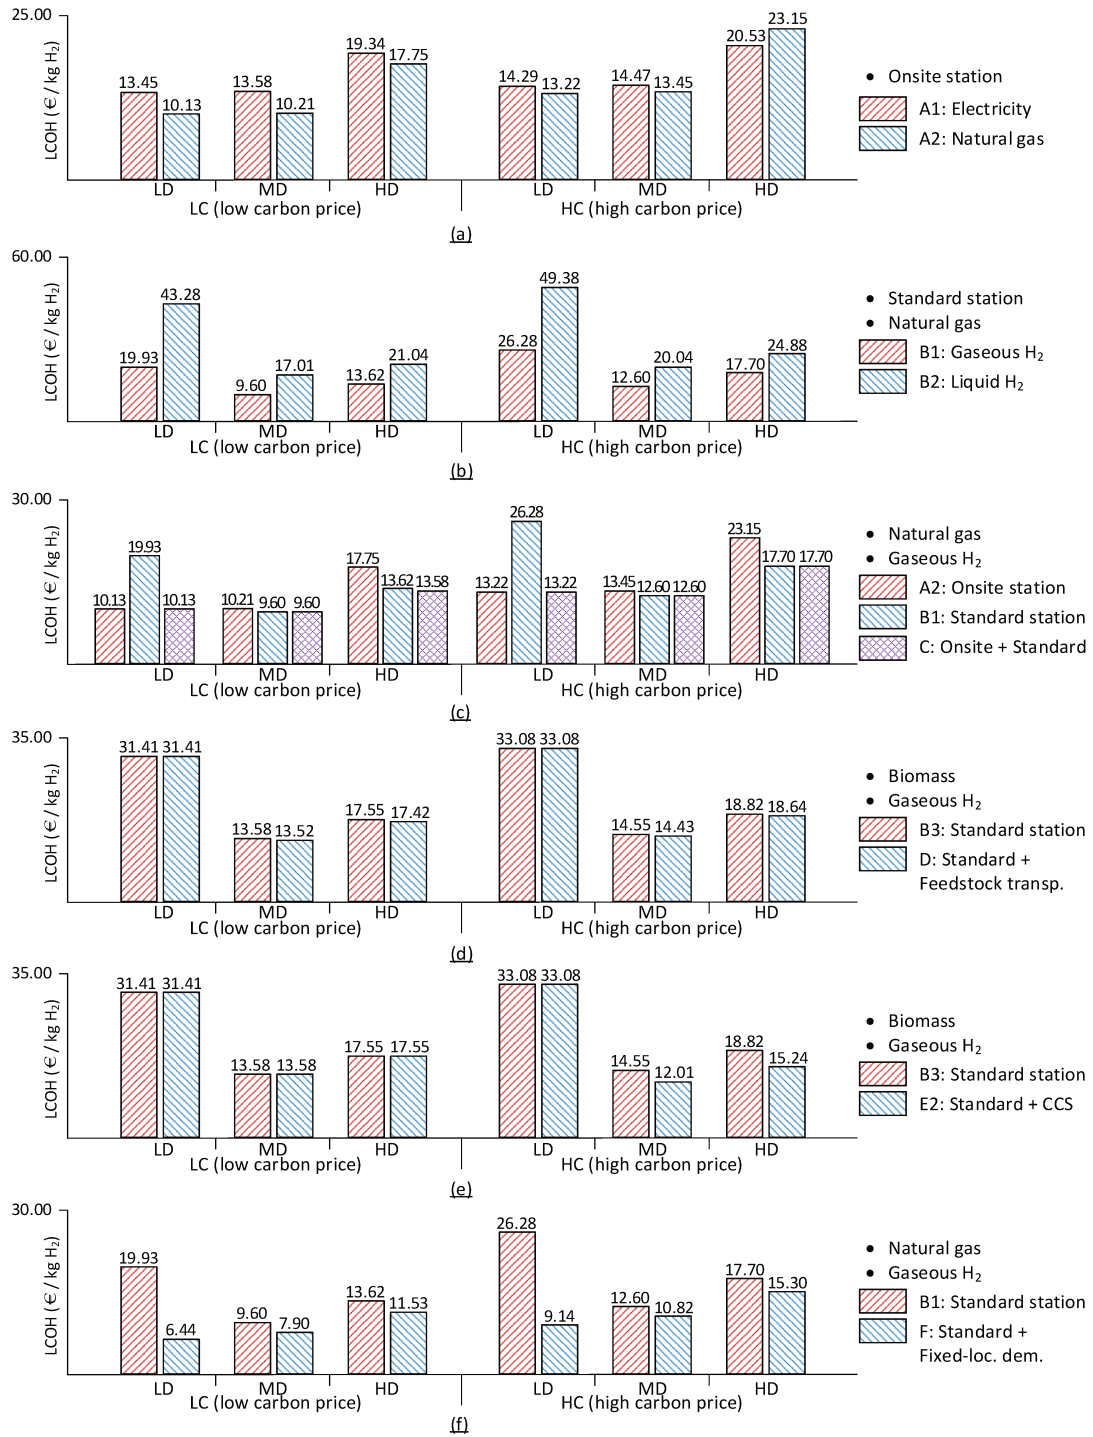 25.00
LCOH (€ / kg H₂)
13.45 10.13 13.58 10.21 19.34 17.75 14.29 13.22 14.47 13.45 20.53 23.15
LD MD HD LD MD HD
LC (low carbon price) HC (high carbon price)
(a)
• Onsite station
A1: Electricity
A2: Natural gas
60.00
LCOH (€ / kg H₂)
19.93 43.28 9.60 17.01 13.62 21.04 26.28 49.38 12.60 20.04 17.70 24.88
LD MD HD LD MD HD
LC (low carbon price) HC (high carbon price)
(b)
• Standard station
• Natural gas
B1: Gaseous H₂
B2: Liquid H₂
30.00
LCOH (€ / kg H₂)
10.13 19.93 10.13 10.21 9.60 9.60 17.75 13.62 13.58 13.22 26.28 13.22 13.45 12.60 12.60 23.15 17.70 17.70
LD MD HD LD MD HD
LC (low carbon price) HC (high carbon price)
(c)
• Natural gas
• Gaseous H₂
A2: Onsite station
B1: Standard station
C: Onsite + Standard
35.00
LCOH (€ / kg H₂)
31.41 31.41 13.58 13.52 17.55 17.42 33.08 33.08 14.55 14.43 18.82 18.64
LD MD HD LD MD HD
LC (low carbon price) HC (high carbon price)
(d)
• Biomass
• Gaseous H₂
B3: Standard station
D: Standard +
Feedstock transp.
35.00
LCOH (€ / kg H₂)
31.41 31.41 13.58 13.58 17.55 17.55 33.08 33.08 14.55 12.01 18.82 15.24
LD MD HD LD MD HD
LC (low carbon price) HC (high carbon price)
(e)
• Biomass
• Gaseous H₂
B3: Standard station
E2: Standard + CCS
30.00
LCOH (€ / kg H₂)
19.93 6.44 9.60 7.90 13.62 11.53 26.28 9.14 12.60 10.82 17.70 15.30
LD MD HD LD MD HD
LC (low carbon price) HC (high carbon price)
(f)
• Natural gas
• Gaseous H₂
B1: Standard station
F: Standard +
Fixed-loc. dem.